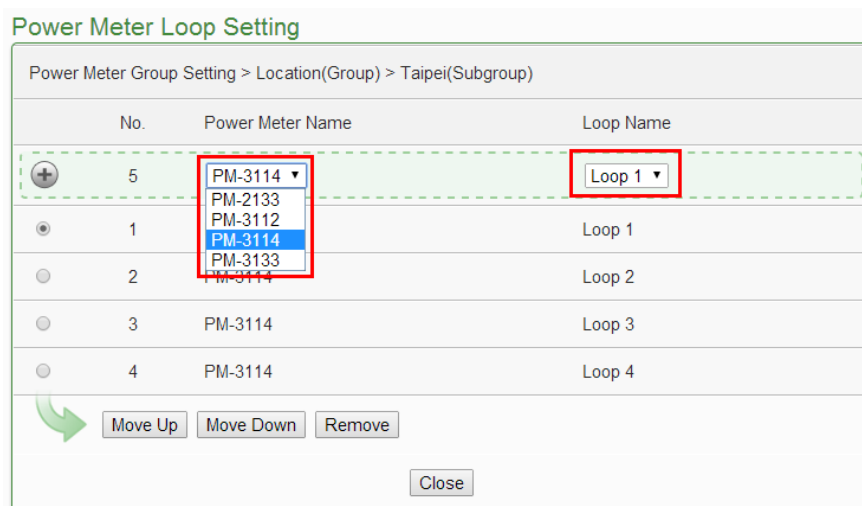 Power Meter Loop Setting
Power Meter Group Setting > Location(Group) > Taipei(Subgroup)
No. Power Meter Name Loop Name
5 PM-3114 Loop 1
PM-2133
PM-3112
PM-3114
PM-3133
1 Loop 1
2 PM-3114 Loop 2
3 PM-3114 Loop 3
4 PM-3114 Loop 4
Move Up Move Down Remove
Close